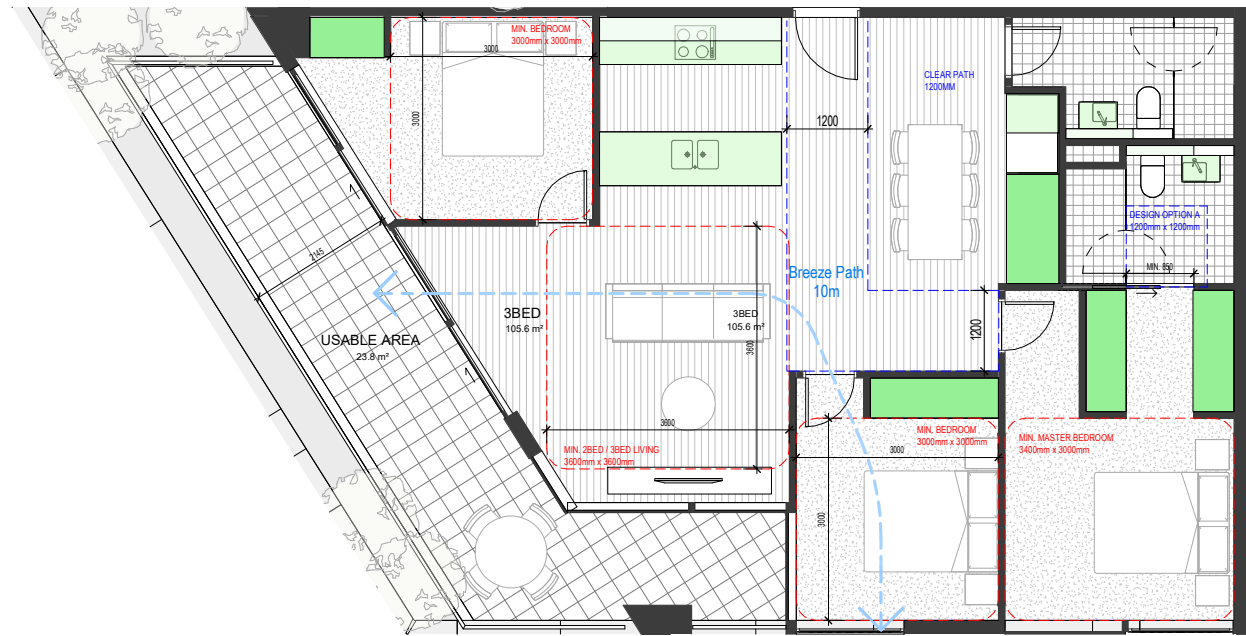 MIN. BEDROOM
3000mm x 3000mm
3000
3000
CLEAR PATH
1200MM
1200
DESIGN OPTION A
1200mm x 1200mm
MIN. 850
2145
Breeze Path
10m
3BED
105.6 m²
3BED
105.6 m²
USABLE AREA
23.8 m²
3600
1200
3600
MIN. 2BED / 3BED LIVING
3600mm x 3600mm
MIN. BEDROOM
3000mm x 3000mm
3000
3000
MIN. MASTER BEDROOM
3400mm x 3000mm